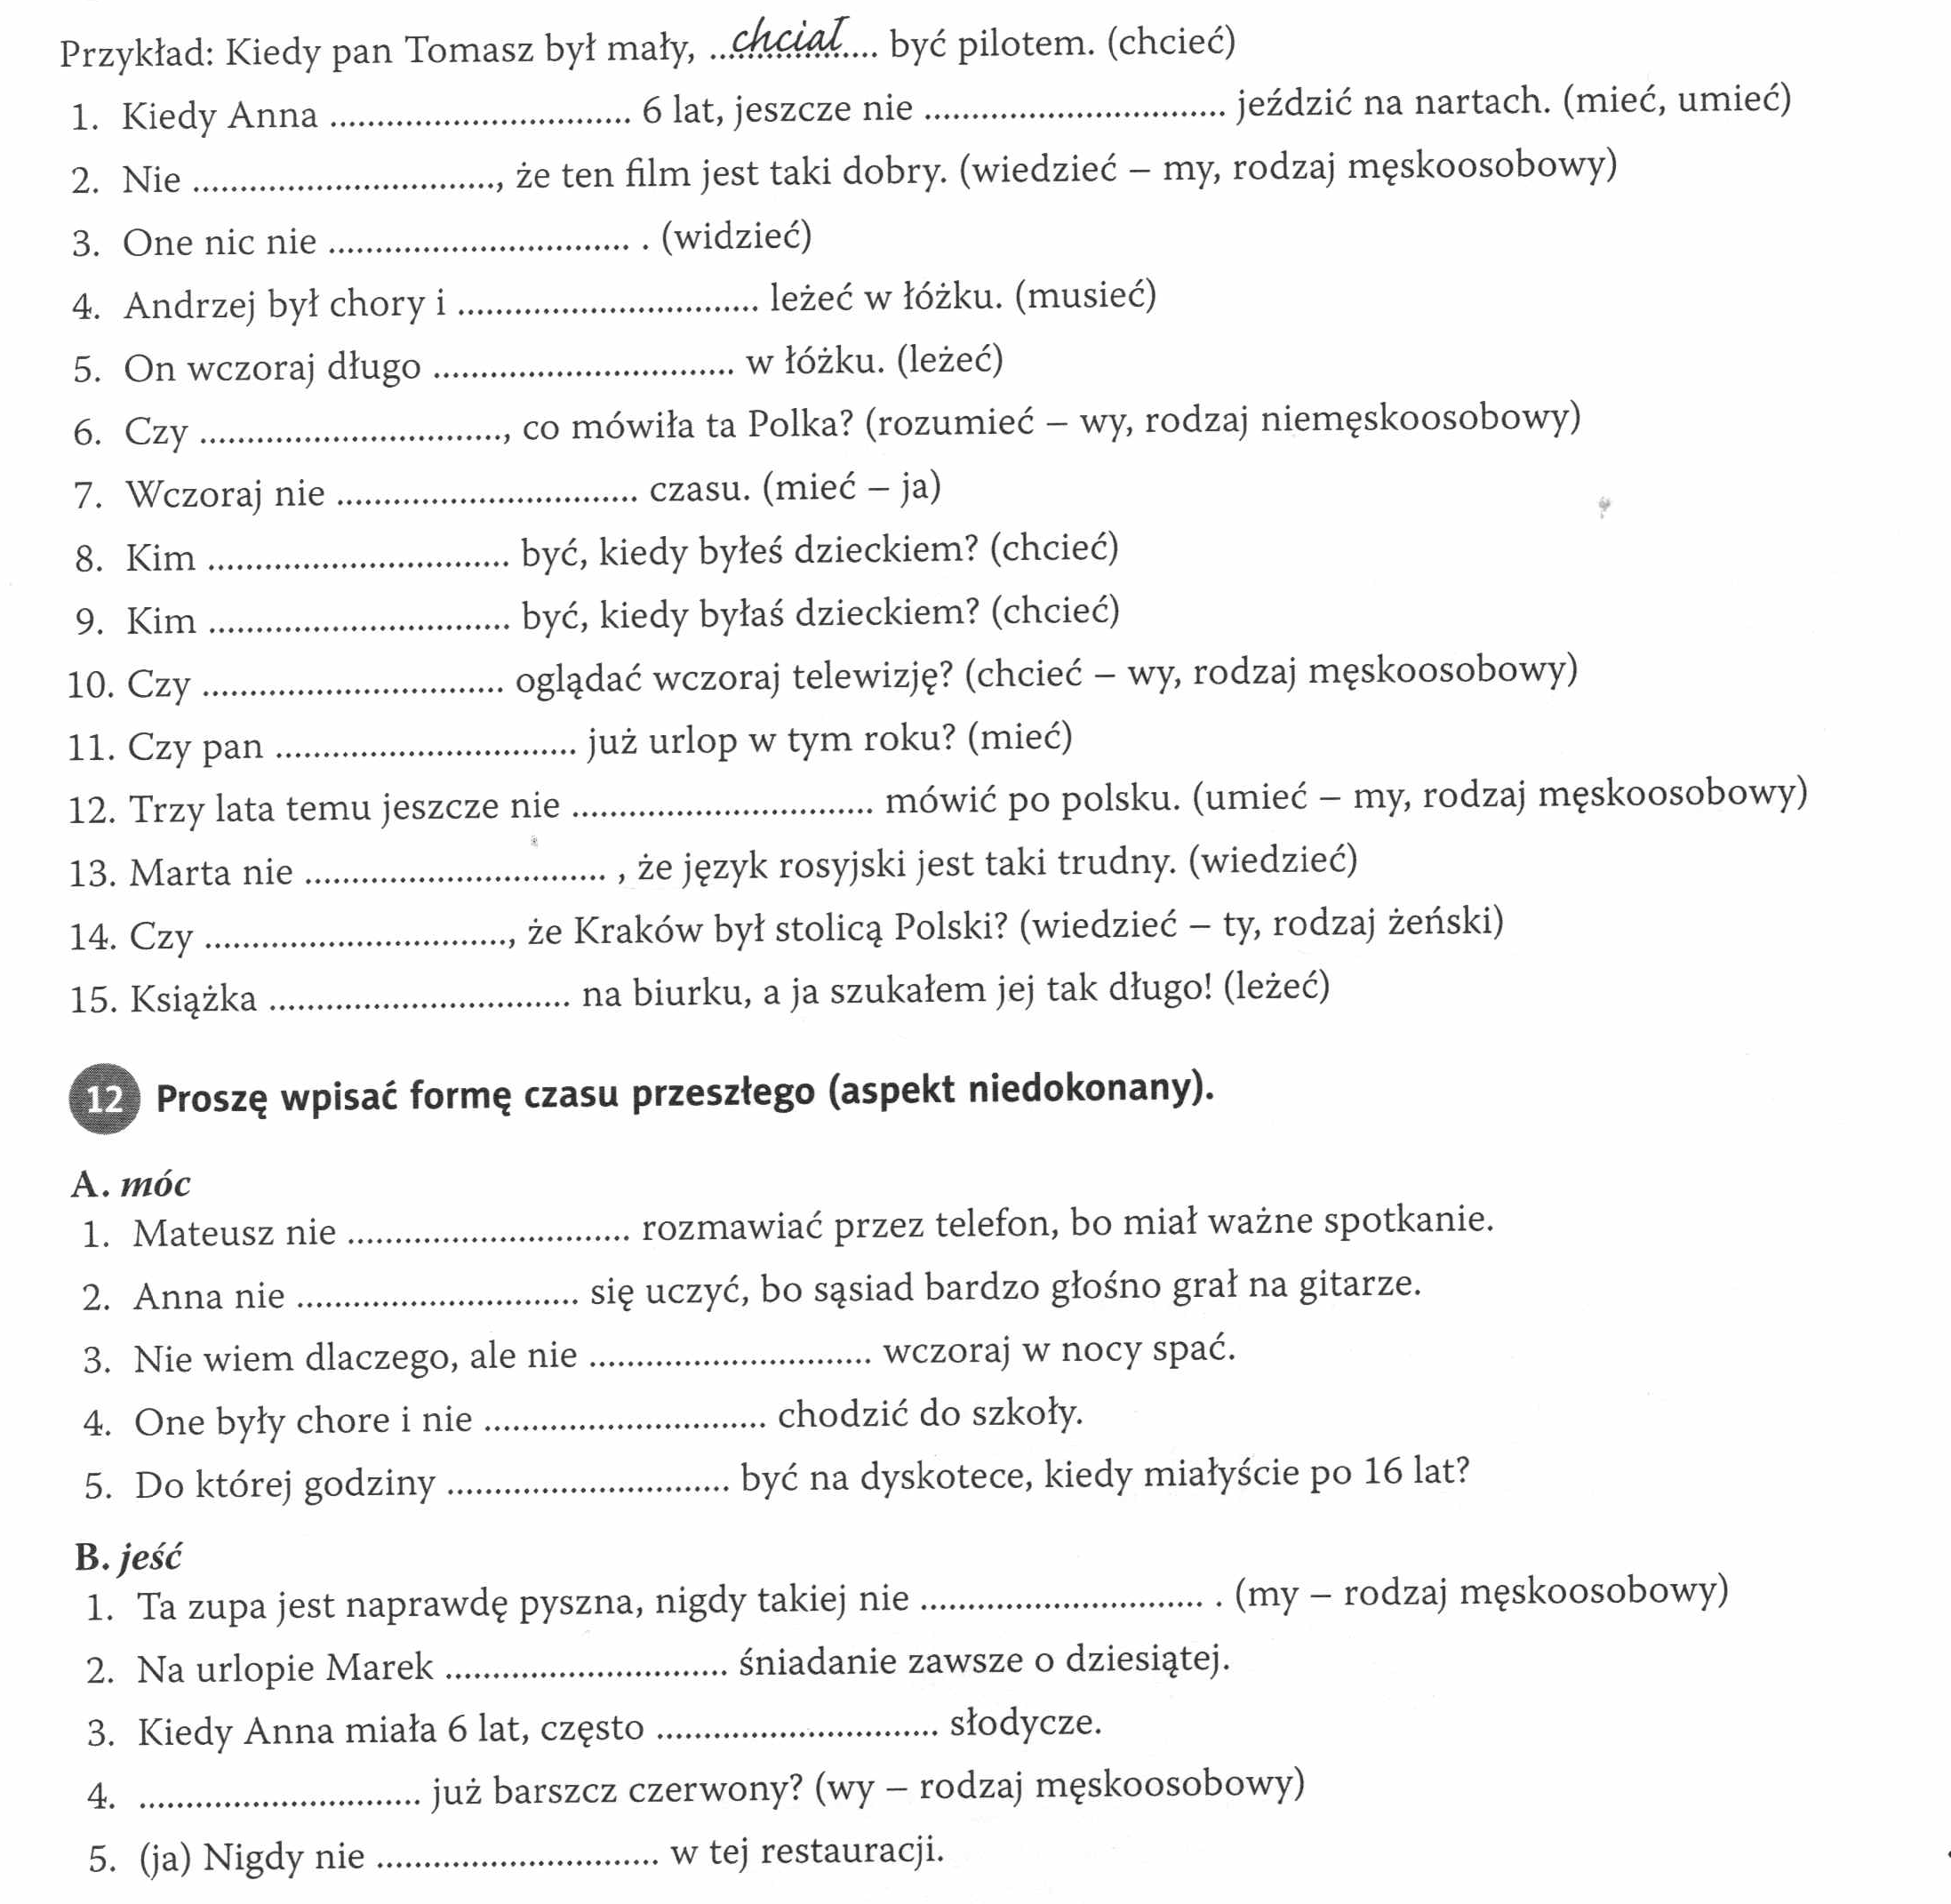 Przykład: Kiedy pan Tomasz był mały, ..chciał.... być pilotem. (chcieć)
1. Kiedy Anna ................................ 6 lat, jeszcze nie ................................ jeździć na nartach. (mieć, umieć)
2. Nie ................................, że ten film jest taki dobry. (wiedzieć – my, rodzaj męskoosobowy)
3. One nic nie ................................ . (widzieć)
4. Andrzej był chory i ................................ leżeć w łóżku. (musieć)
5. On wczoraj długo ................................ w łóżku. (leżeć)
6. Czy ................................, co mówiła ta Polka? (rozumieć – wy, rodzaj niemęskoosobowy)
7. Wczoraj nie ................................ czasu. (mieć – ja)
8. Kim ................................ być, kiedy byłeś dzieckiem? (chcieć)
9. Kim ................................ być, kiedy byłaś dzieckiem? (chcieć)
10. Czy ................................ oglądać wczoraj telewizję? (chcieć – wy, rodzaj męskoosobowy)
11. Czy pan ................................ już urlop w tym roku? (mieć)
12. Trzy lata temu jeszcze nie ................................ mówić po polsku. (umieć – my, rodzaj męskoosobowy)
13. Marta nie ................................ , że język rosyjski jest taki trudny. (wiedzieć)
14. Czy ................................, że Kraków był stolicą Polski? (wiedzieć – ty, rodzaj żeński)
15. Książka ................................ na biurku, a ja szukałem jej tak długo! (leżeć)
12 Proszę wpisać formę czasu przeszłego (aspekt niedokonany).
A. móc
1. Mateusz nie .............................. rozmawiać przez telefon, bo miał ważne spotkanie.
2. Anna nie .............................. się uczyć, bo sąsiad bardzo głośno grał na gitarze.
3. Nie wiem dlaczego, ale nie .............................. wczoraj w nocy spać.
4. One były chore i nie .............................. chodzić do szkoły.
5. Do której godziny .............................. być na dyskotece, kiedy miałyście po 16 lat?
B. jeść
1. Ta zupa jest naprawdę pyszna, nigdy takiej nie .............................. . (my – rodzaj męskoosobowy)
2. Na urlopie Marek .............................. śniadanie zawsze o dziesiątej.
3. Kiedy Anna miała 6 lat, często .............................. słodycze.
4. .............................. już barszcz czerwony? (wy – rodzaj męskoosobowy)
5. (ja) Nigdy nie .............................. w tej restauracji.